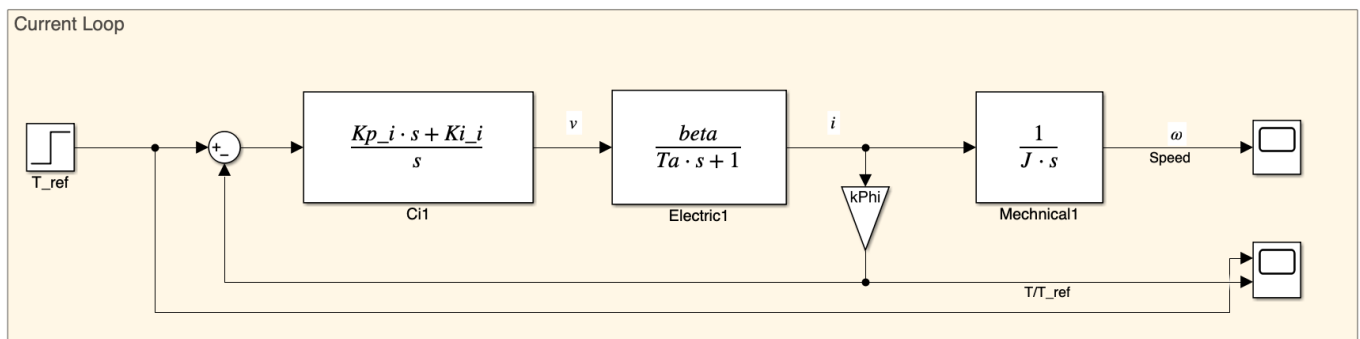 Current Loop
T_ref
+
_
Kp_i · s + Ki_i
s
Ci1
v
beta
Ta · s + 1
Electric1
i
kPhi
1
J · s
Mechnical1
ω
Speed
T/T_ref